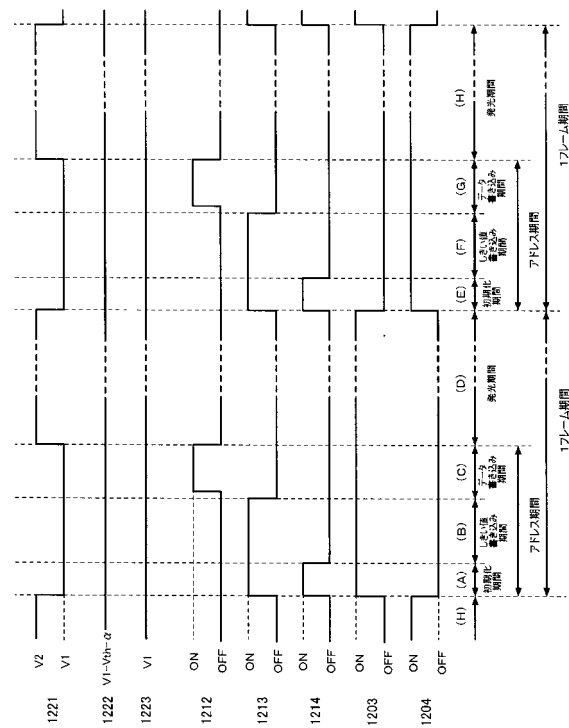 1221 V2
V1
1222 V1-Vth-α
1223 V1
1212 ON
OFF
1213 ON
OFF
1214 ON
OFF
1203 ON
OFF
1204 ON
OFF
(H)
(A)
初期化
期間
(B)
しきい値
書き込み
期間
(C)
データ
書き込み
期間
(D)
発光期間
(E)
初期化
期間
(F)
しきい値
書き込み
期間
(G)
データ
書き込み
期間
(H)
発光期間
アドレス期間
アドレス期間
1フレーム期間
1フレーム期間